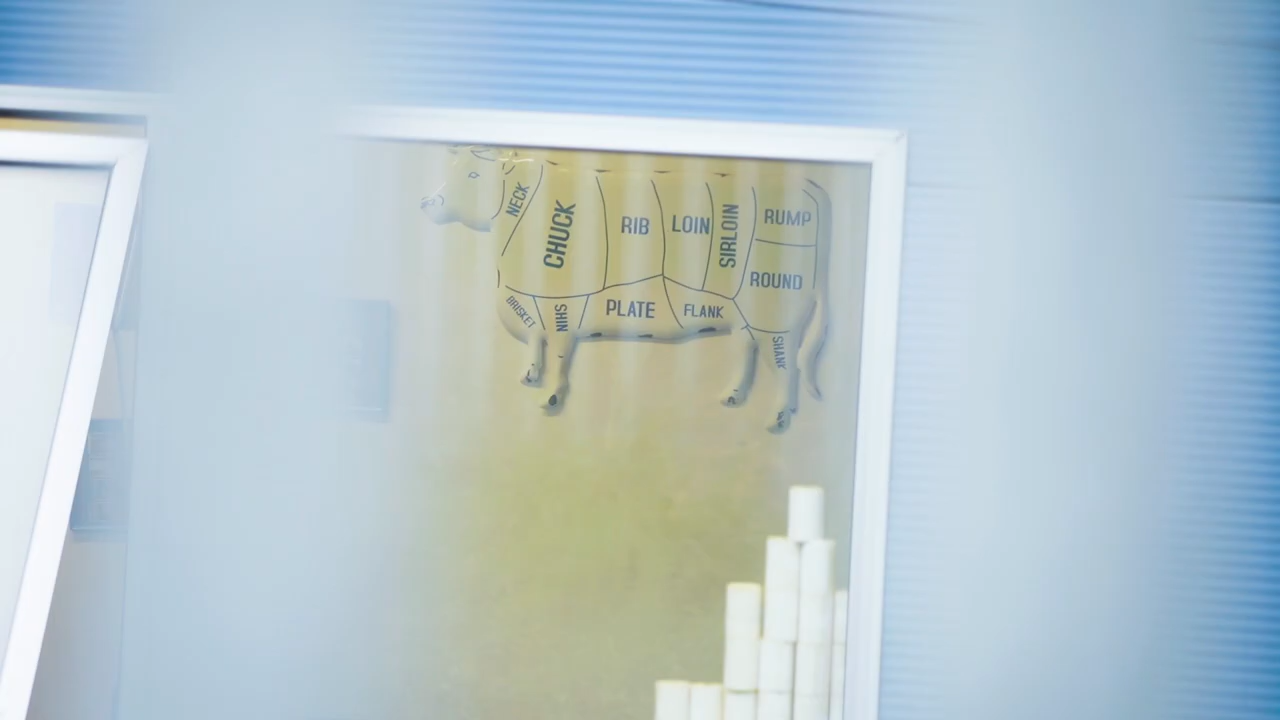 NECK
CHUCK
RIB
LOIN
SIRLOIN
RUMP
ROUND
BRISKET
SHIN
PLATE
FLANK
SHANK